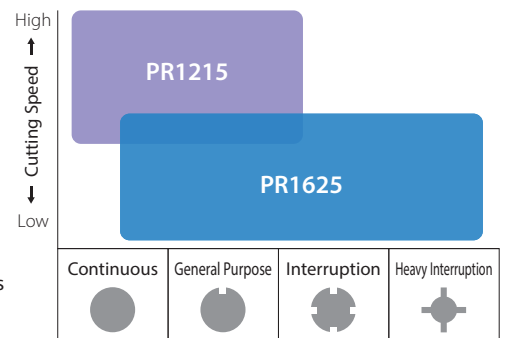 High
Cutting Speed
Low
PR1215
PR1625
Continuous
General Purpose
Interruption
Heavy Interruption
s